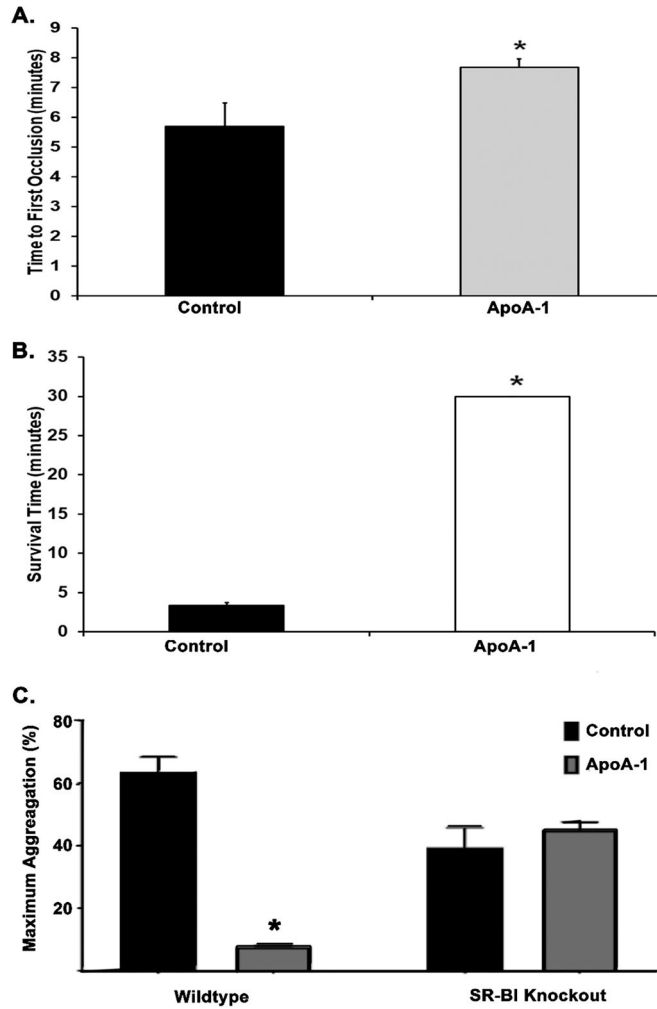 A.
Time to First Occlusion (minutes)
9
8
7
6
5
4
3
2
1
0
*
Control
ApoA-1
B.
Survival Time (minutes)
35
30
25
20
15
10
5
0
*
Control
ApoA-1
C.
Maximum Aggreagation (%)
80
60
40
20
Control
ApoA-1
*
Wildtype
SR-BI Knockout